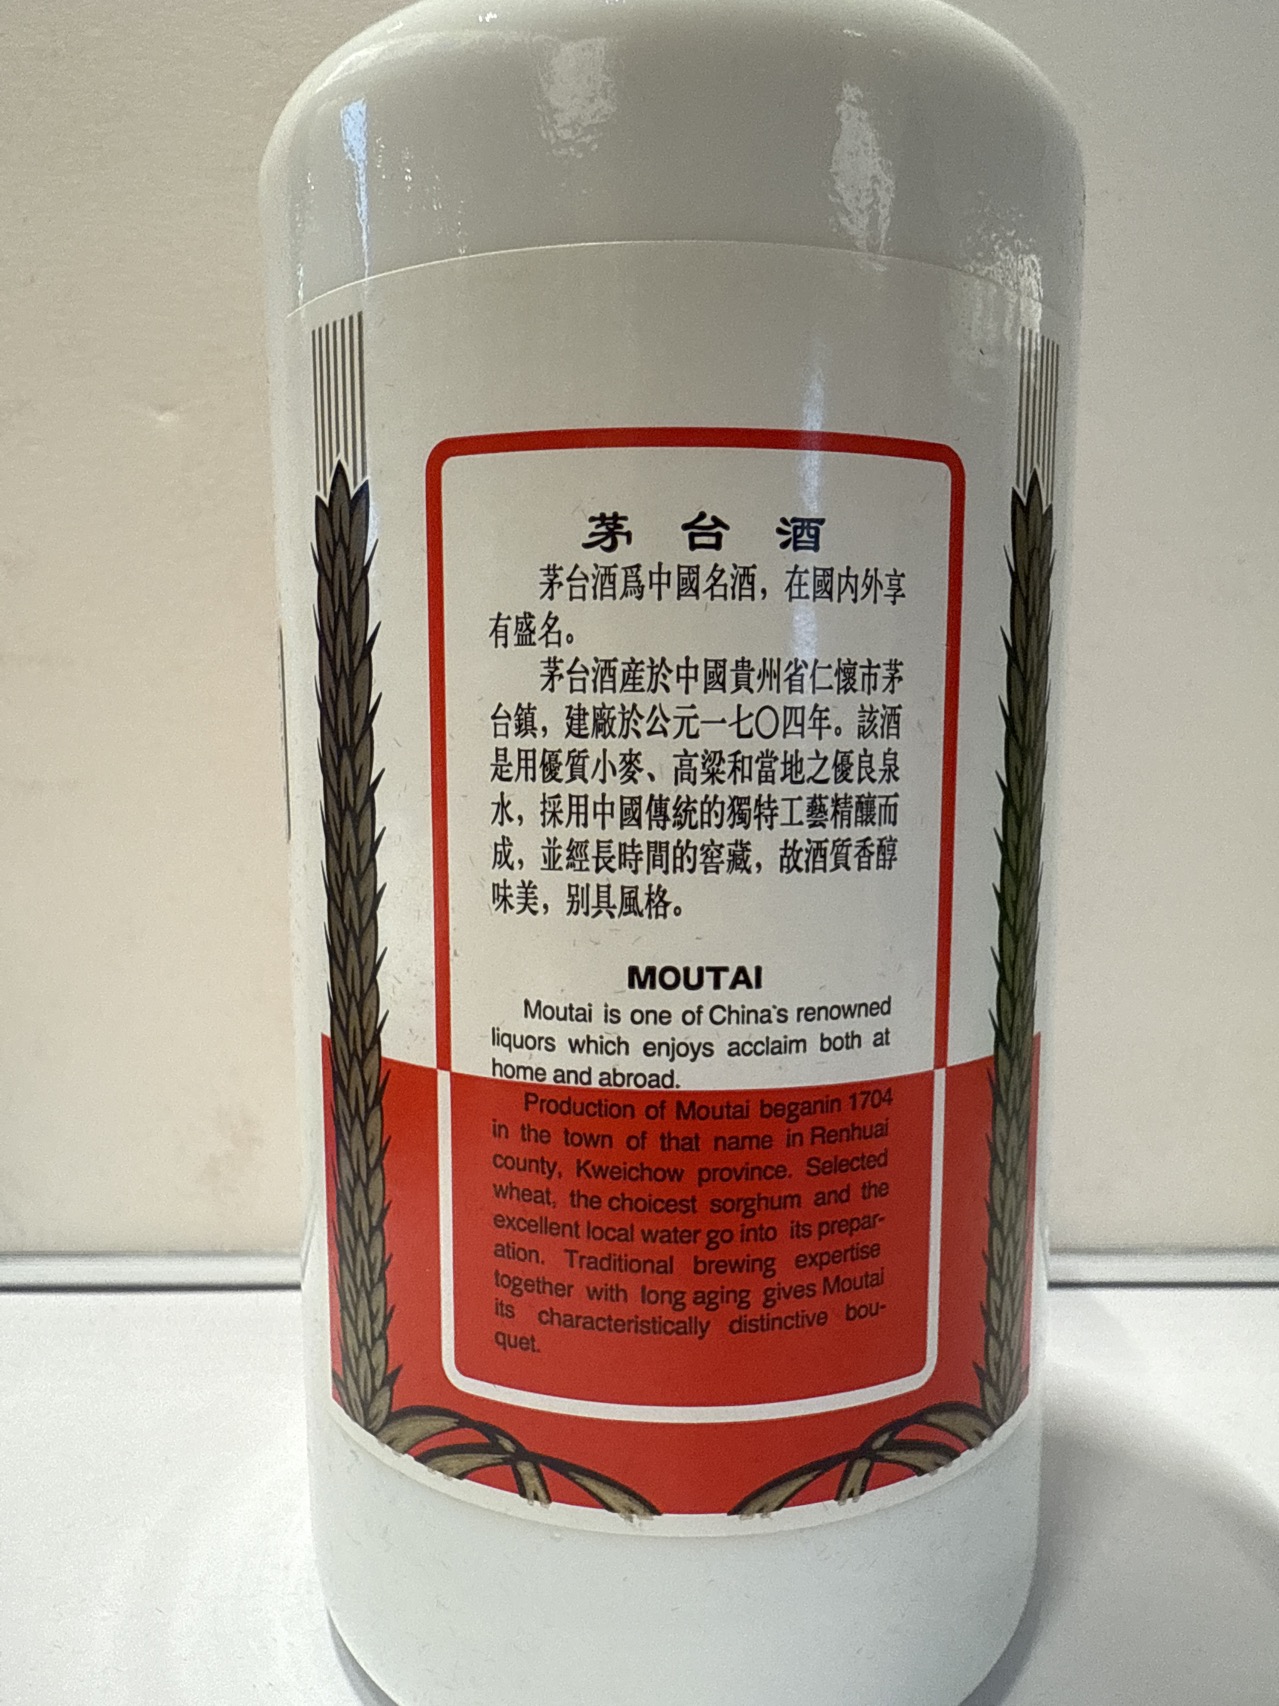 茅台酒
茅台酒爲中國名酒，在國内外享
有盛名。
茅台酒産於中國貴州省仁懷市茅
台鎮，建廠於公元一七〇四年。該酒
是用優質小麥、高粱和當地之優良泉
水，採用中國傳統的獨特工藝精釀而
成，並經長時間的窖藏，故酒質香醇
味美，别具風格。
MOUTAI
Moutai is one of China's renowned
liquors which enjoys acclaim both at
home and abroad.
Production of Moutai beganin 1704
in the town of that name in Renhuai
county, Kweichow province. Selected
wheat, the choicest sorghum and the
excellent local water go into its prepar-
ation. Traditional brewing expertise
together with long aging gives Moutai
its characteristically distinctive bou-
quet.